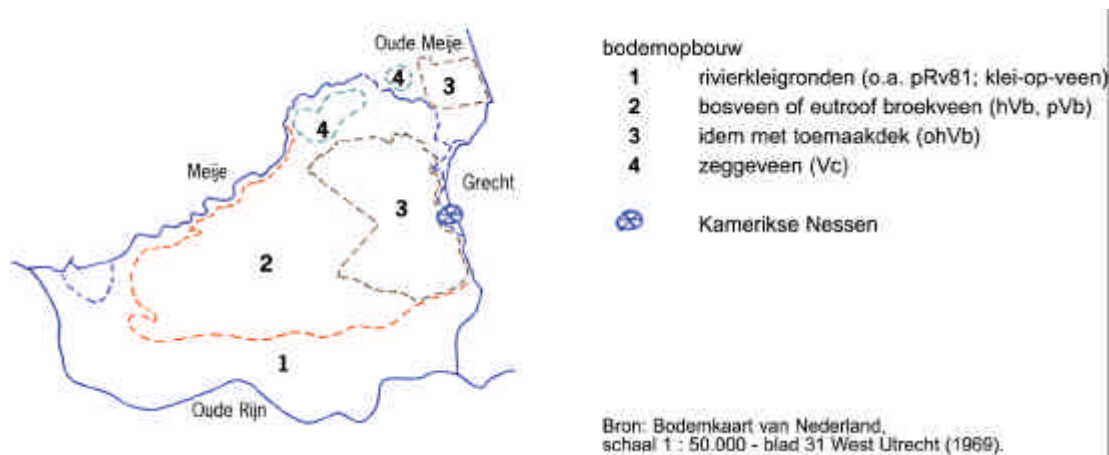 Oude Meije
4
3
4
Meije
Grecht
3
2
1
Oude Rijn
bodemopbouw
1 rivierkleigronden (o.a. pRv81; klei-op-veen)
2 bosveen of eutroof broekveen (hVb, pVb)
3 idem met toemaakdek (ohVb)
4 zeggeveen (Vc)
Kamerikse Nessen
Bron: Bodemkaart van Nederland,
schaal 1 : 50.000 - blad 31 West Utrecht (1969).